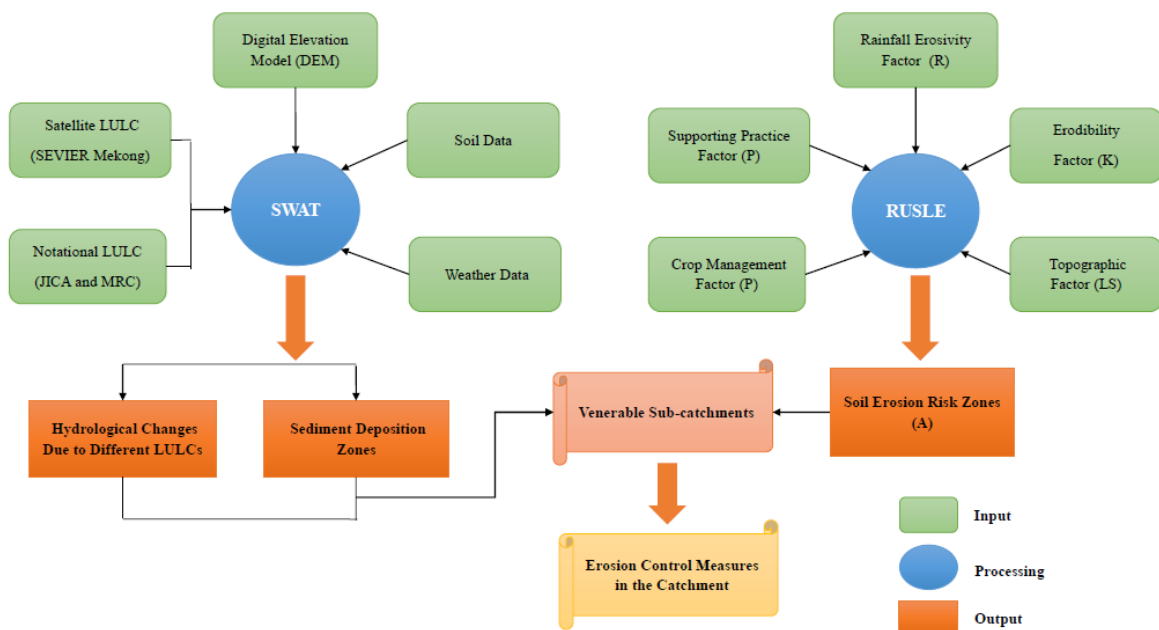 Digital Elevation
Model (DEM)
Satellite LULC
(SEVIER Mekong)
Soil Data
SWAT
Notational LULC
(JICA and MRC)
Weather Data
Hydrological Changes
Due to Different LULCs
Sediment Deposition
Zones
Rainfall Erosivity
Factor (R)
Supporting Practice
Factor (P)
Erodibility
Factor (K)
RUSLE
Crop Management
Factor (P)
Topographic
Factor (LS)
Venerable Sub-catchments
Soil Erosion Risk Zones
(A)
Erosion Control Measures
in the Catchment
Input
Processing
Output